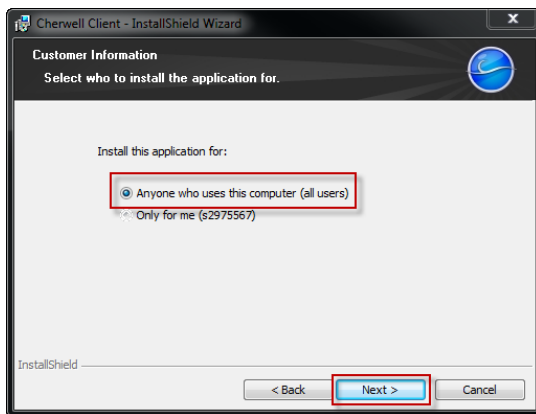 Cherwell Client - InstallShield Wizard
X
Customer Information
Select who to install the application for.
Install this application for:
Anyone who uses this computer (all users)
Only for me (s2975567)
InstallShield
< Back
Next >
Cancel